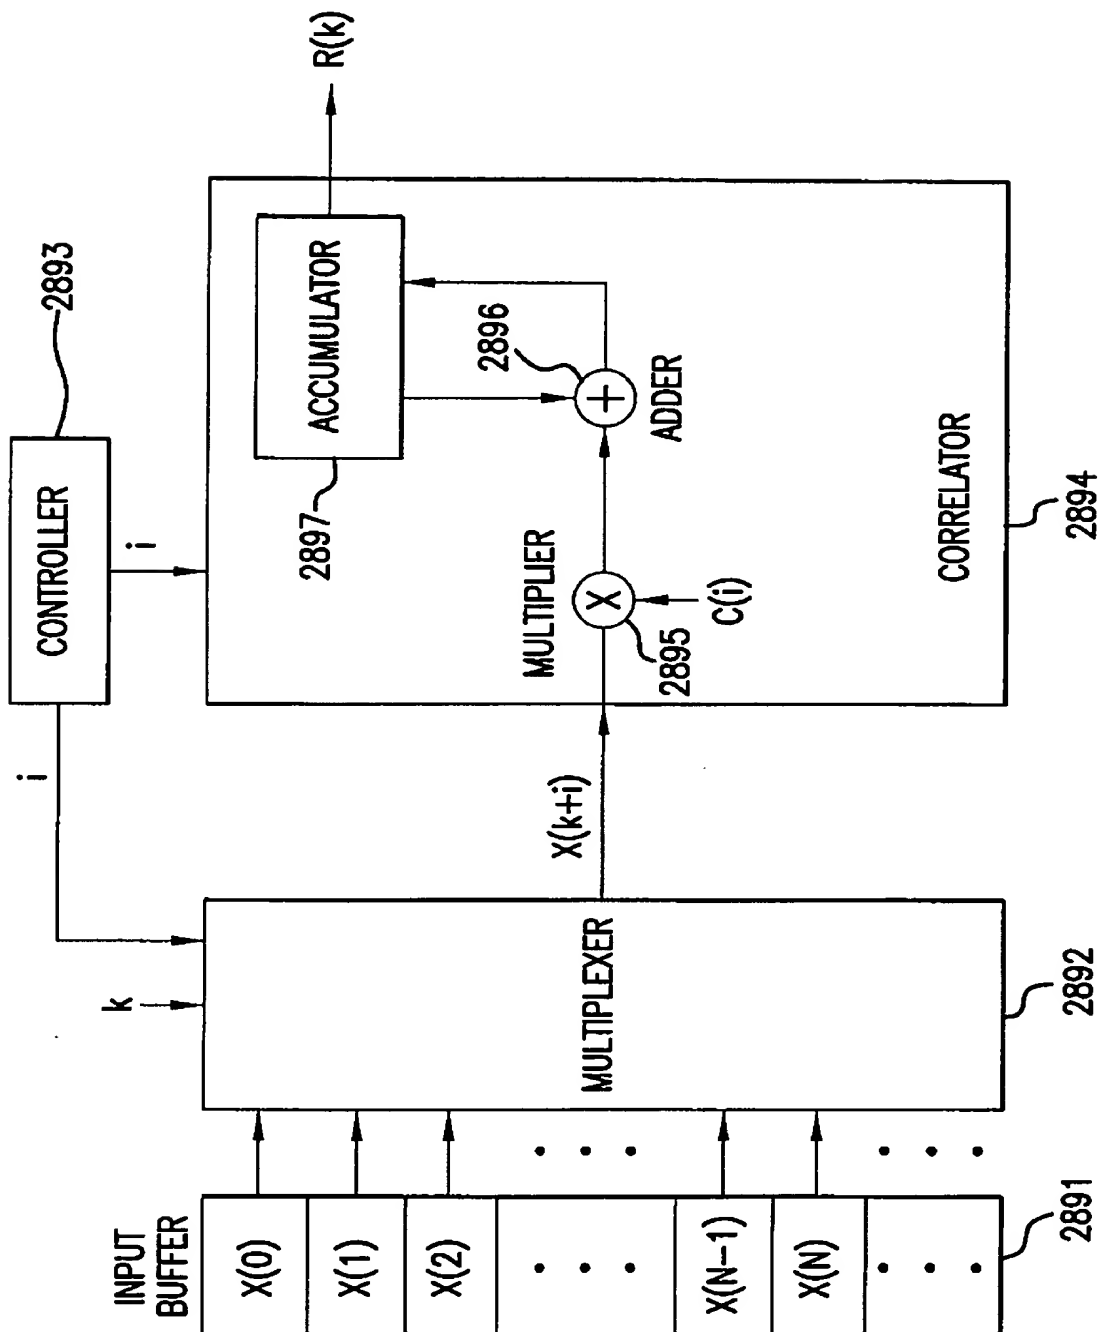 INPUT
BUFFER
X(0)
X(1)
X(2)
X(N-1)
X(N)
2891
k
i
MULTIPLEXER
2892
X(k+i)
CONTROLLER
2893
i
MULTIPLIER
X
2895
C(i)
+
2896
ADDER
ACCUMULATOR
2897
CORRELATOR
2894
R(k)